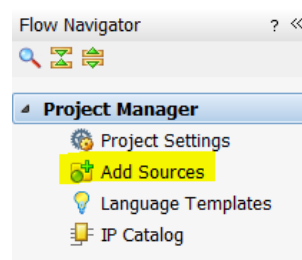 Flow Navigator ? «
Project Manager
Project Settings
Add Sources
Language Templates
IP Catalog